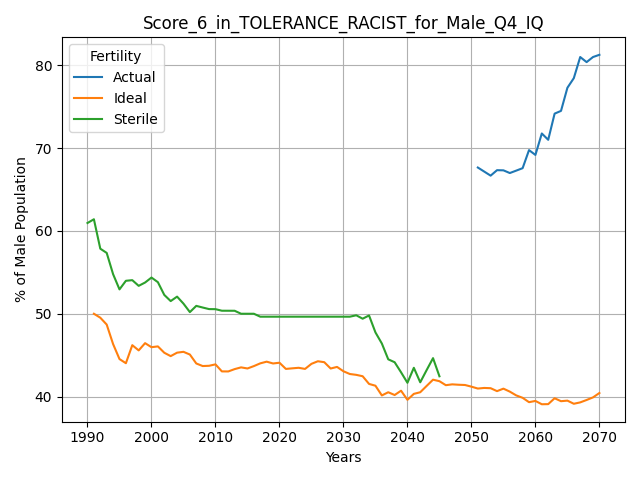 Score_6_in_TOLERANCE_RACIST_for_Male_Q4_IQ
Fertility
Actual
Ideal
Sterile
% of Male Population
80
70
60
50
40
1990 2000 2010 2020 2030 2040 2050 2060 2070
Years